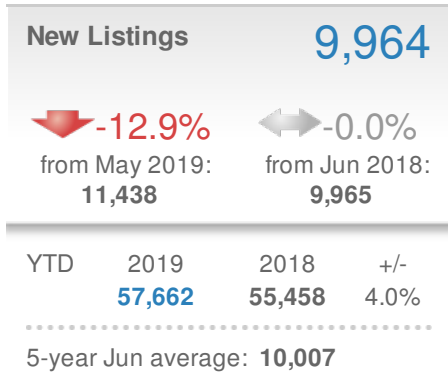 New Listings 9,964
-12.9% -0.0%
from May 2019: from Jun 2018:
11,438 9,965
YTD 2019 2018 +/-
57,662 55,458 4.0%
5-year Jun average: 10,007